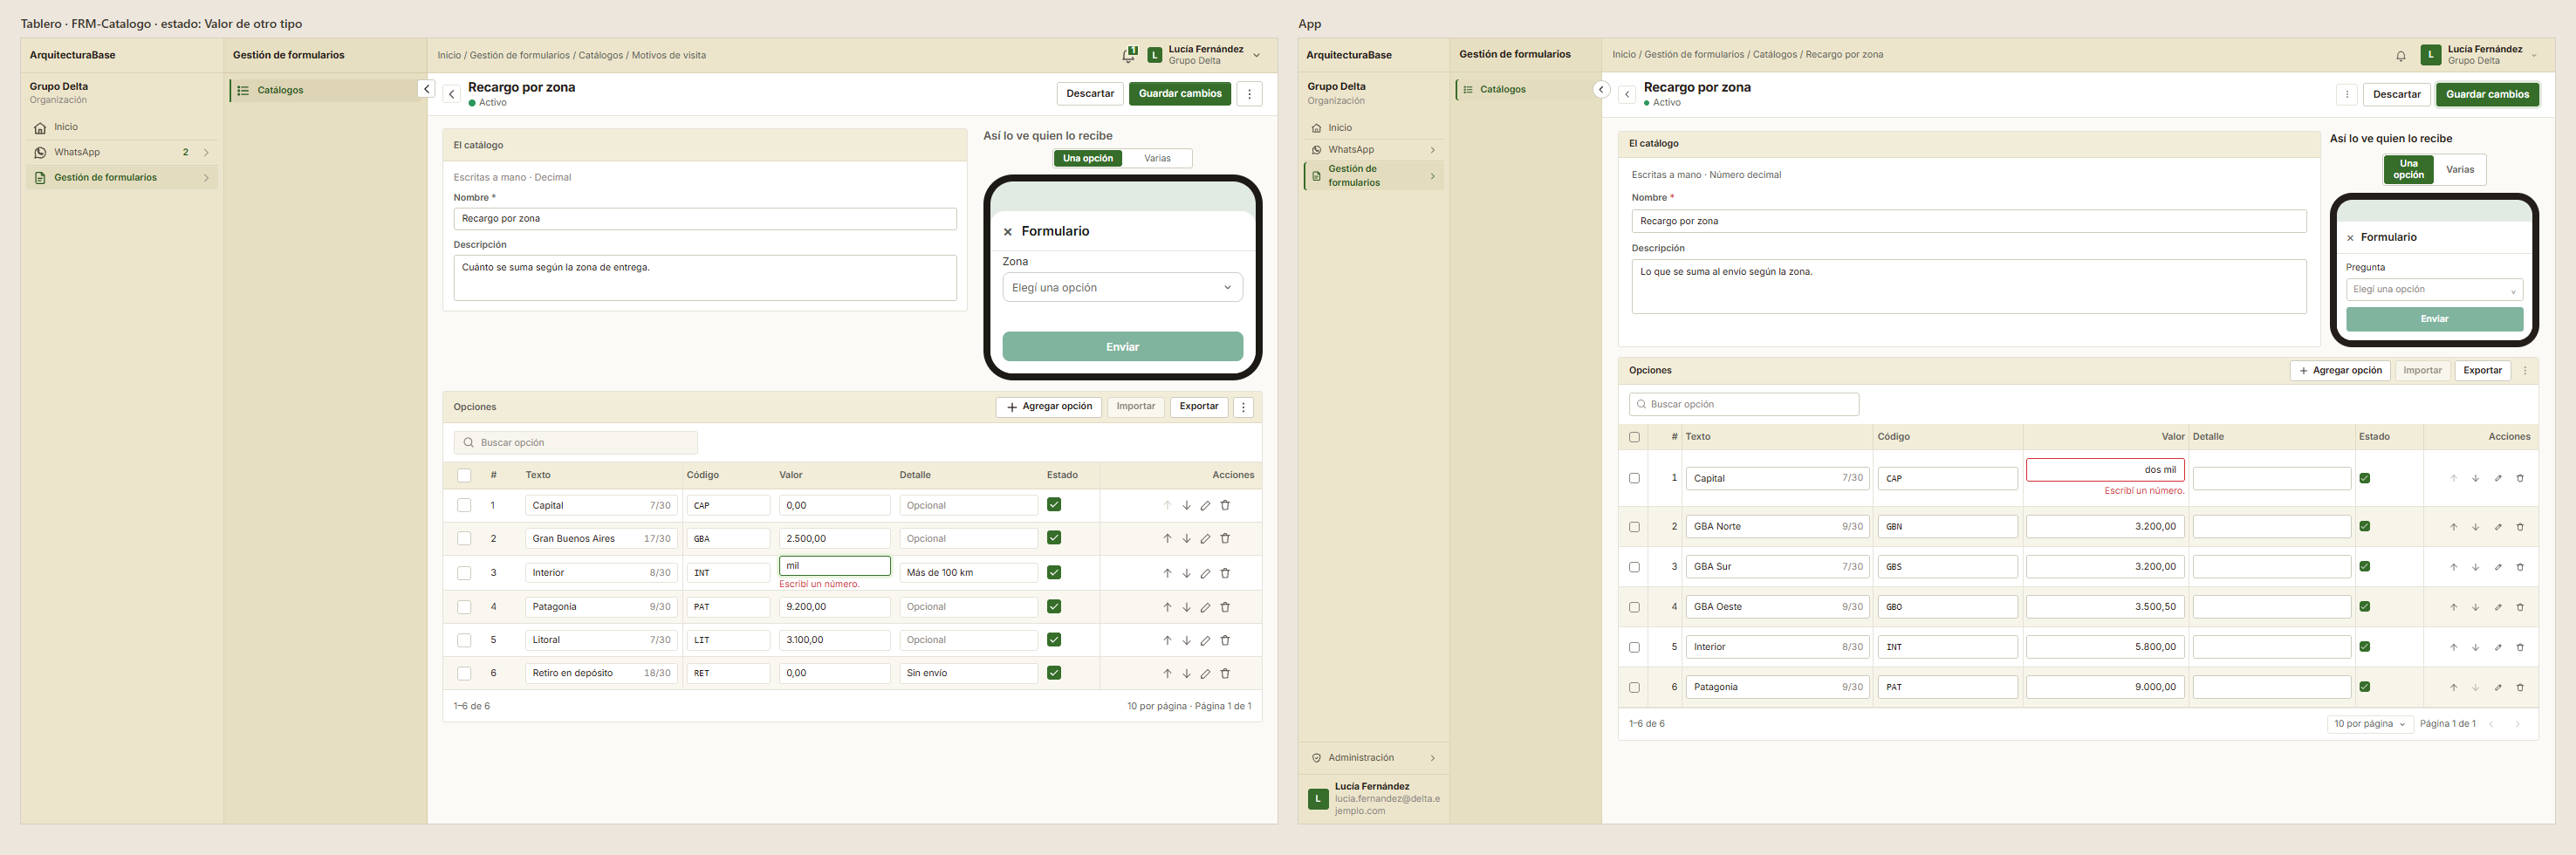 Tablero · FRM-Catalogo · estado: Valor de otro tipo
ArquitecturaBase
Gestión de formularios
Inicio / Gestión de formularios / Catálogos / Motivos de visita
1
L
Lucía Fernández
Grupo Delta
Grupo Delta
Organización
Inicio
WhatsApp 2
Gestión de formularios
Catálogos
Recargo por zona
Activo
Descartar
Guardar cambios
El catálogo
Escritas a mano · Decimal
Nombre *
Recargo por zona
Descripción
Cuánto se suma según la zona de entrega.
Así lo ve quien lo recibe
Una opción
Varias
Formulario
Zona
Elegí una opción
Enviar
Opciones
Agregar opción
Importar
Exportar
Buscar opción
# Texto Código Valor Detalle Estado Acciones
1 Capital 7/30 CAP 0,00 Opcional
2 Gran Buenos Aires 17/30 GBA 2.500,00 Opcional
3 Interior 8/30 INT mil Más de 100 km
Escribí un número.
4 Patagonia 9/30 PAT 9.200,00 Opcional
5 Litoral 7/30 LIT 3.100,00 Opcional
6 Retiro en depósito 18/30 RET 0,00 Sin envío
1–6 de 6
10 por página · Página 1 de 1
App
ArquitecturaBase
Gestión de formularios
Inicio / Gestión de formularios / Catálogos / Recargo por zona
L
Lucía Fernández
Grupo Delta
Grupo Delta
Organización
Inicio
WhatsApp
Gestión de
formularios
Catálogos
Administración
L
Lucía Fernández
lucia.fernandez@delta.e
jemplo.com
Recargo por zona
Activo
Descartar
Guardar cambios
El catálogo
Escritas a mano · Número decimal
Nombre *
Recargo por zona
Descripción
Lo que se suma al envío según la zona.
Así lo ve quien lo recibe
Una
opción
Varias
Formulario
Pregunta
Elegí una opción
Enviar
Opciones
Agregar opción
Importar
Exportar
Buscar opción
# Texto Código Valor Detalle Estado Acciones
1 Capital 7/30 CAP dos mil
Escribí un número.
2 GBA Norte 9/30 GBN 3.200,00
3 GBA Sur 7/30 GBS 3.200,00
4 GBA Oeste 9/30 GBO 3.500,50
5 Interior 8/30 INT 5.800,00
6 Patagonia 9/30 PAT 9.000,00
1–6 de 6
10 por página
Página 1 de 1